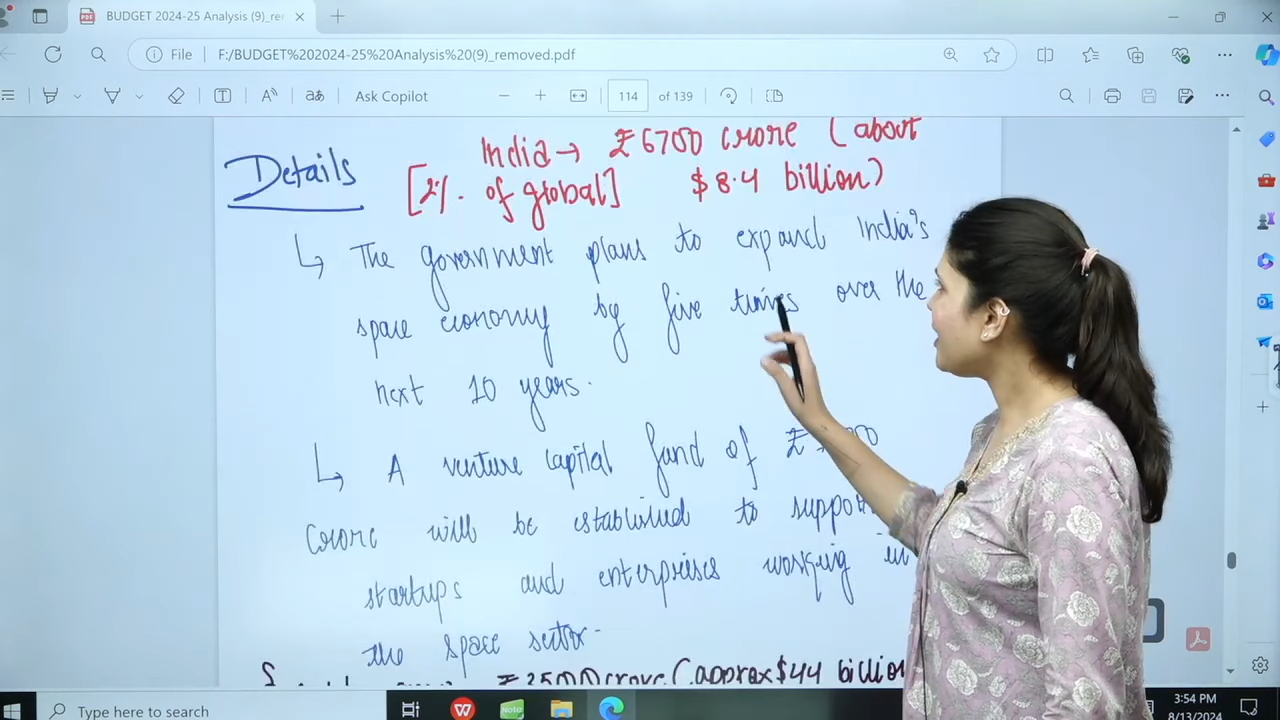 BUDGET 2024-25 Analysis (9)_rem
File F:/BUDGET%202024-25%20Analysis%20(9)_removed.pdf
Ask Copilot 114 of 139
India → ₹6700 crore (about
Details [2% of global] $8.4 billion)
↳ The government plans to expand India's
space economy by five times over the
next 10 years.
↳ A venture capital fund of ₹
crore will be established to support
startups and enterprises working in
the space sector.
₹3500 crore (approx $44 billion
Type here to search
Note
3:54 PM
8/13/2024